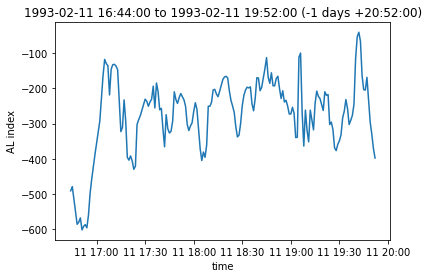 1993-02-11 16:44:00 to 1993-02-11 19:52:00 (-1 days +20:52:00)
AL index
−100
−200
−300
−400
−500
−600
11 17:00 11 17:30 11 18:00 11 18:30 11 19:00 11 19:30 11 20:00
time